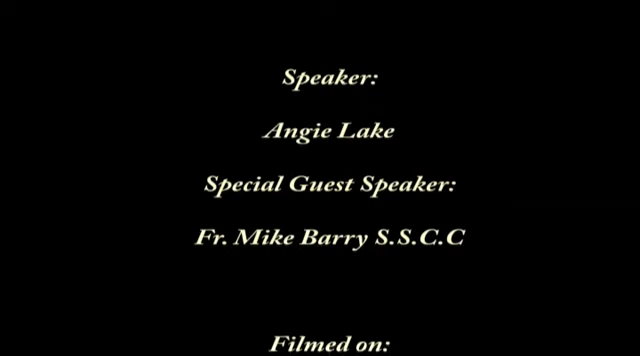 Speaker:
Angie Lake
Special Guest Speaker:
Fr. Mike Barry S.S.C.C
Filmed on: